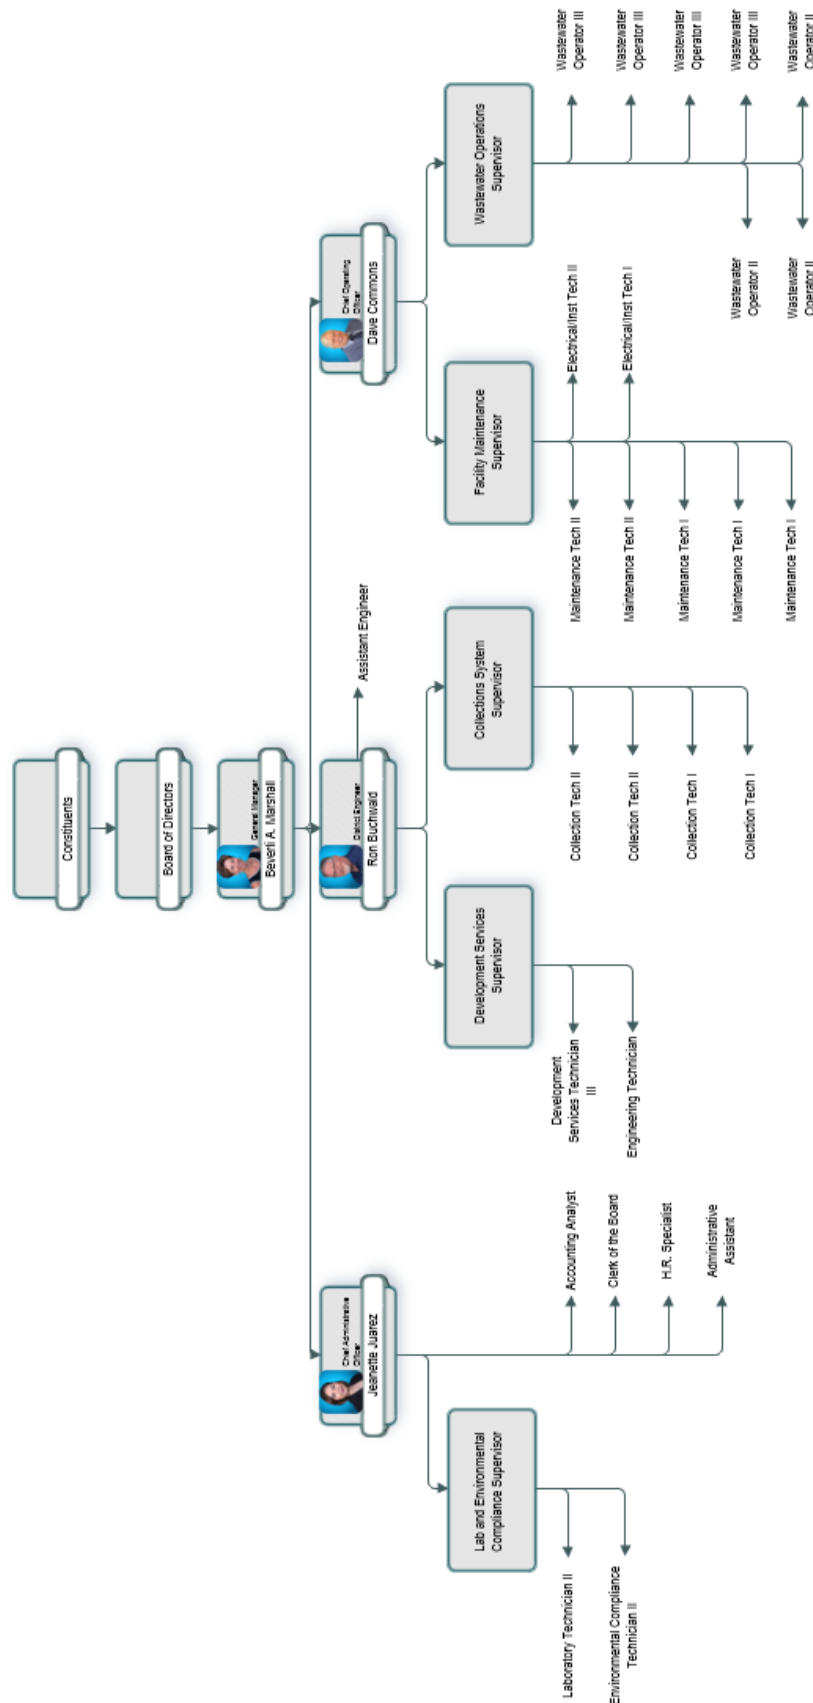 Constituents
Board of Directors
General Manager
Beverli A. Marshall
Chief Administrative
Officer
Jeanette Juarez
District Engineer
Ron Buchwald
Assistant Engineer
Chief Operating
Officer
Dave Commons
Lab and Environmental
Compliance Supervisor
Development Services
Supervisor
Collections System
Supervisor
Facility Maintenance
Supervisor
Wastewater Operations
Supervisor
Laboratory Technician II
Environmental Compliance
Technician II
Accounting Analyst
Clerk of the Board
H.R. Specialist
Administrative
Assistant
Development
Services Technician
III
Engineering Technician
Collection Tech II
Collection Tech II
Collection Tech I
Collection Tech I
Maintenance Tech II
Electrical/Inst Tech II
Maintenance Tech II
Electrical/Inst Tech I
Maintenance Tech I
Maintenance Tech I
Maintenance Tech I
Wastewater
Operator III
Wastewater
Operator III
Wastewater
Operator III
Wastewater
Operator II
Wastewater
Operator III
Wastewater
Operator II
Wastewater
Operator II